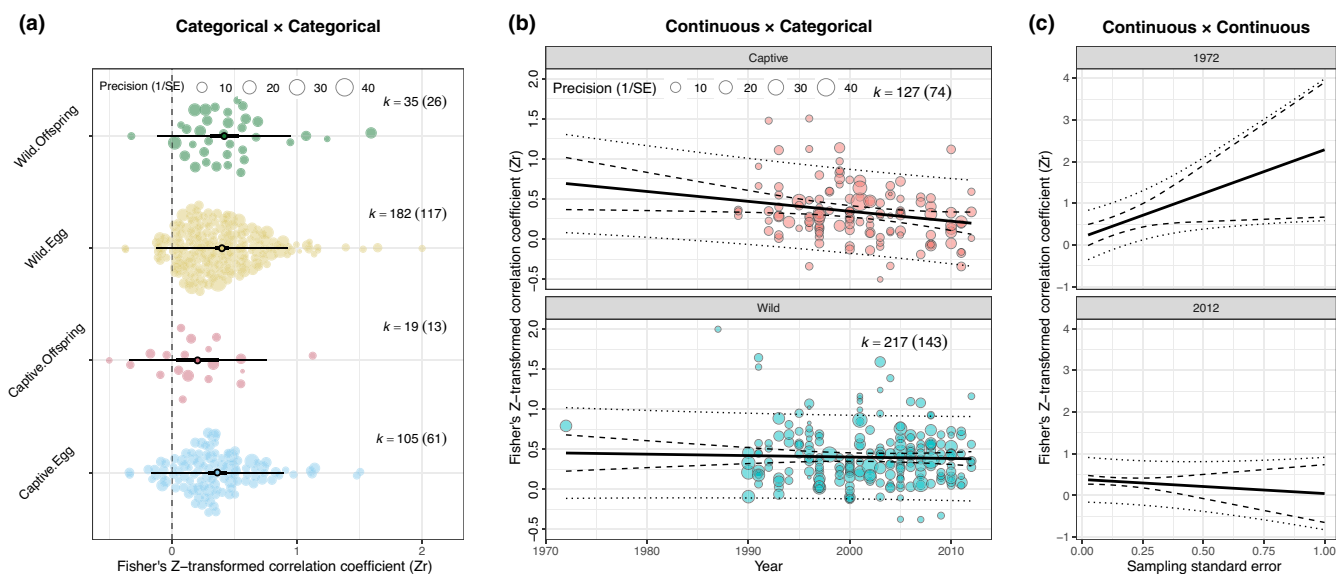 (a)
Categorical × Categorical
Precision (1/SE) 10 20 30 40
k = 35 (26)
Wild.Offspring
k = 182 (117)
Wild.Egg
k = 19 (13)
Captive.Offspring
k = 105 (61)
Captive.Egg
0 1 2
Fisher's Z-transformed correlation coefficient (Zr)
(b)
Continuous × Categorical
Captive
Precision (1/SE) 10 20 30 40
k = 127 (74)
2.0
1.5
1.0
0.5
0.0
−0.5
Wild
k = 217 (143)
2.0
1.5
1.0
0.5
0.0
−0.5
Fisher's Z-transformed correlation coefficient (Zr)
1970 1980 1990 2000 2010
Year
(c)
Continuous × Continuous
1972
4
3
2
1
0
−1
2012
4
3
2
1
0
−1
Fisher's Z-transformed correlation coefficient (Zr)
0.00 0.25 0.50 0.75 1.00
Sampling standard error